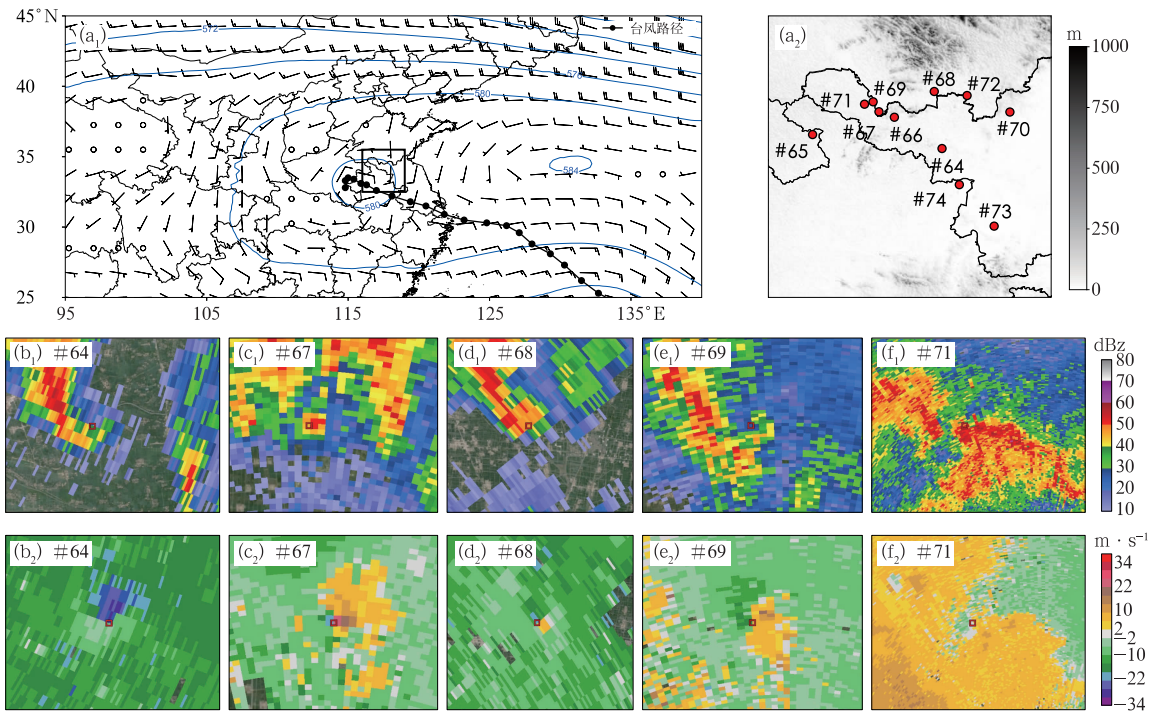 45°N
40
35
30
25
95
105
115
125
135°E
(a₁)
台风路径
572
576
580
584
580
(a₂)
#68
#72
#69
#71
#67
#66
#70
#65
#64
#74
#73
m
1000
750
500
250
0
(b₁) #64
(c₁) #67
(d₁) #68
(e₁) #69
(f₁) #71
dBz
80
70
60
50
40
30
20
10
(b₂) #64
(c₂) #67
(d₂) #68
(e₂) #69
(f₂) #71
m · s⁻¹
34
22
10
2
−2
−10
−22
−34